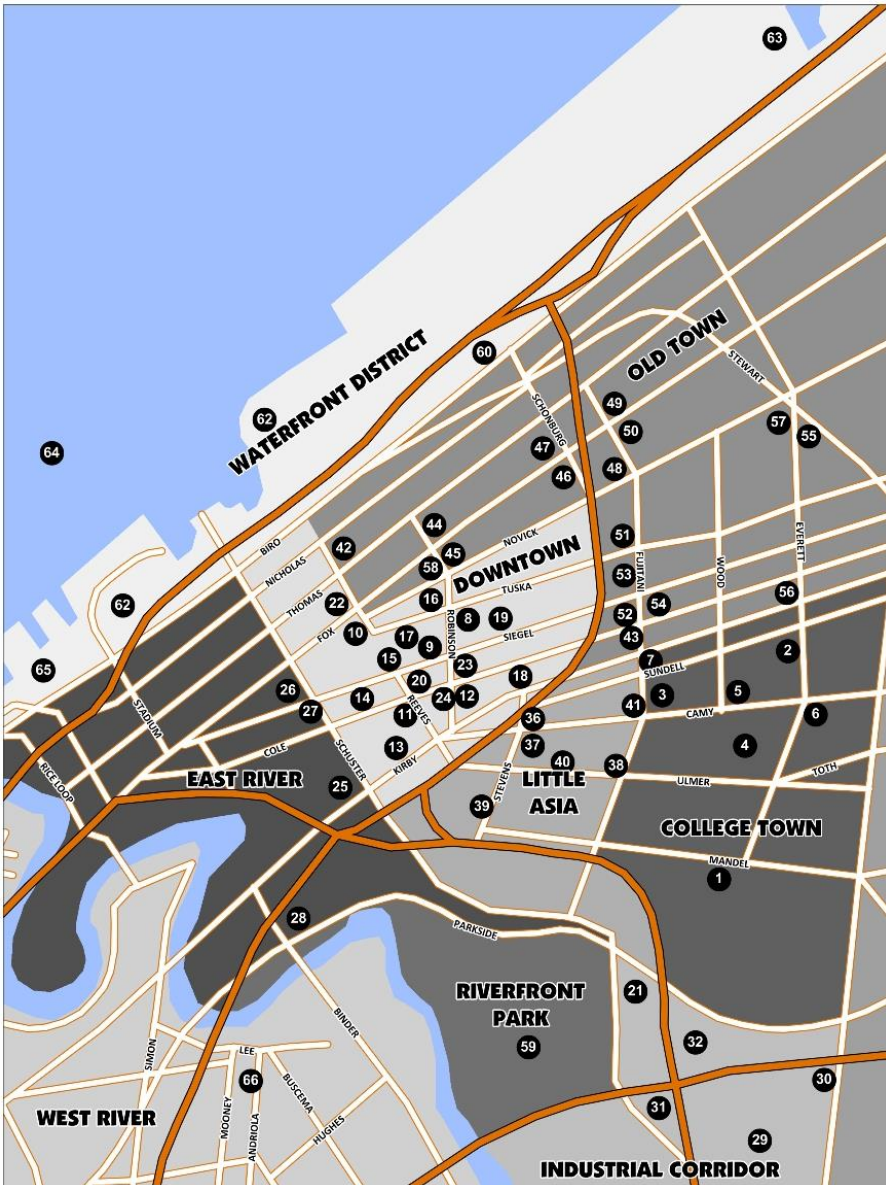 63
WATERFRONT DISTRICT
60
62
64
OLD TOWN
STEWART
SCHONBURG
49
50
57
55
47
46
48
44
NOVICK
51
EVERETT
BIRO
42
45
DOWNTOWN
FUJITANI
WOOD
NICHOLAS
58
TUSKA
53
THOMAS
22
16
ROBINSON
8
19
52
54
56
62
FOX
10
17
9
SIEGEL
43
2
65
15
23
7
SUNDELL
26
20
18
3
5
27
14
24
12
41
CAMY
6
STADIUM
11
REEVES
36
COLE
SCHUSTER
13
37
4
KIRBY
40
38
TOTH
RICE LOOP
EAST RIVER
25
STEVENS
LITTLE
ASIA
ULMER
39
COLLEGE TOWN
MANDEL
1
28
PARKSIDE
RIVERFRONT
PARK
21
59
32
BINDER
SIMON
LEE
66
BUSCEMA
30
31
WEST RIVER
MOONEY
ANDRIOLA
HUGHES
29
INDUSTRIAL CORRIDOR